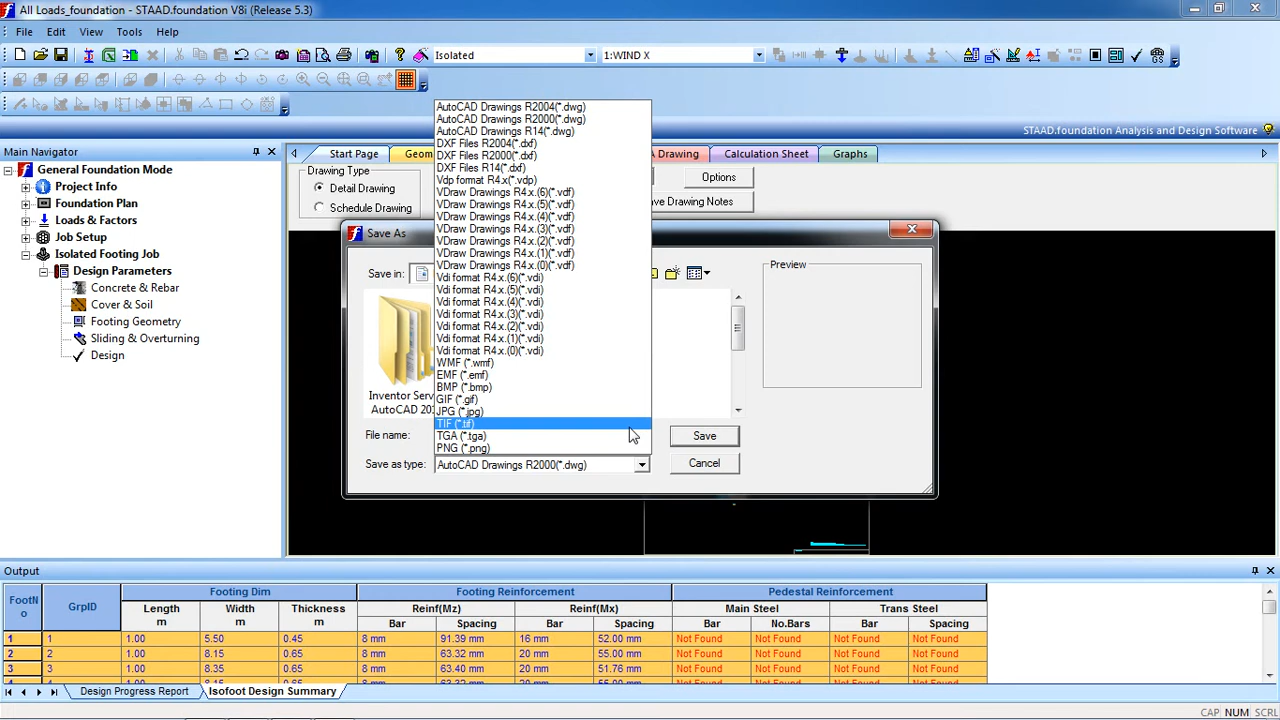 All Loads_foundation - STAAD.foundation V8i (Release 5.3)
File Edit View Tools Help
Isolated
1:WIND X
STAAD.foundation Analysis and Design Software
Main Navigator
General Foundation Mode
Project Info
Foundation Plan
Loads & Factors
Job Setup
Isolated Footing Job
Design Parameters
Concrete & Rebar
Cover & Soil
Footing Geometry
Sliding & Overturning
Design
Start Page
Geom
Drawing
Calculation Sheet
Graphs
Drawing Type
Detail Drawing
Schedule Drawing
Options
ve Drawing Notes
Save As
Save in:
Preview
Inventor Serv
AutoCAD 20
File name:
Save as type:
AutoCAD Drawings R2000(*.dwg)
Save
Cancel
AutoCAD Drawings R2004(*.dwg)
AutoCAD Drawings R2000(*.dwg)
AutoCAD Drawings R14(*.dwg)
DXF Files R2004(*.dxf)
DXF Files R2000(*.dxf)
DXF Files R14(*.dxf)
Vdp format R4.x(*.vdp)
VDraw Drawings R4.x.(6)(*.vdf)
VDraw Drawings R4.x.(5)(*.vdf)
VDraw Drawings R4.x.(4)(*.vdf)
VDraw Drawings R4.x.(3)(*.vdf)
VDraw Drawings R4.x.(2)(*.vdf)
VDraw Drawings R4.x.(1)(*.vdf)
VDraw Drawings R4.x.(0)(*.vdf)
Vdi format R4.x.(6)(*.vdi)
Vdi format R4.x.(5)(*.vdi)
Vdi format R4.x.(4)(*.vdi)
Vdi format R4.x.(3)(*.vdi)
Vdi format R4.x.(2)(*.vdi)
Vdi format R4.x.(1)(*.vdi)
Vdi format R4.x.(0)(*.vdi)
WMF (*.wmf)
EMF (*.emf)
BMP (*.bmp)
GIF (*.gif)
JPG (*.jpg)
TIF (*.tif)
TGA (*.tga)
PNG (*.png)
Output
FootN o GrpID Footing Dim Footing Reinforcement Pedestal Reinforcement
Length m Width m Thickness m Reinf(Mz) Reinf(Mx) Main Steel Trans Steel
Bar Spacing Bar Spacing Bar No.Bars Bar Spacing
1 1 1.00 5.50 0.45 8 mm 91.39 mm 16 mm 52.00 mm Not Found Not Found Not Found Not Found
2 2 1.00 8.15 0.65 8 mm 63.32 mm 20 mm 55.00 mm Not Found Not Found Not Found Not Found
3 3 1.00 8.35 0.65 8 mm 63.40 mm 20 mm 51.76 mm Not Found Not Found Not Found Not Found
Design Progress Report
Isofoot Design Summary
CAP NUM SCRL